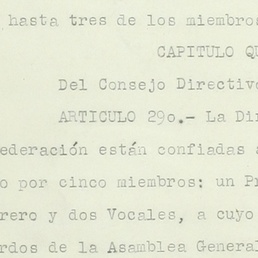 hasta tres de los miembros
CAPITULO QU
Del Consejo Directivo
ARTICULO 29o.- La Dir
ederación están confiadas a
o por cinco miembros: un Pr
rero y dos Vocales, a cuyo
rdos de la Asamblea General